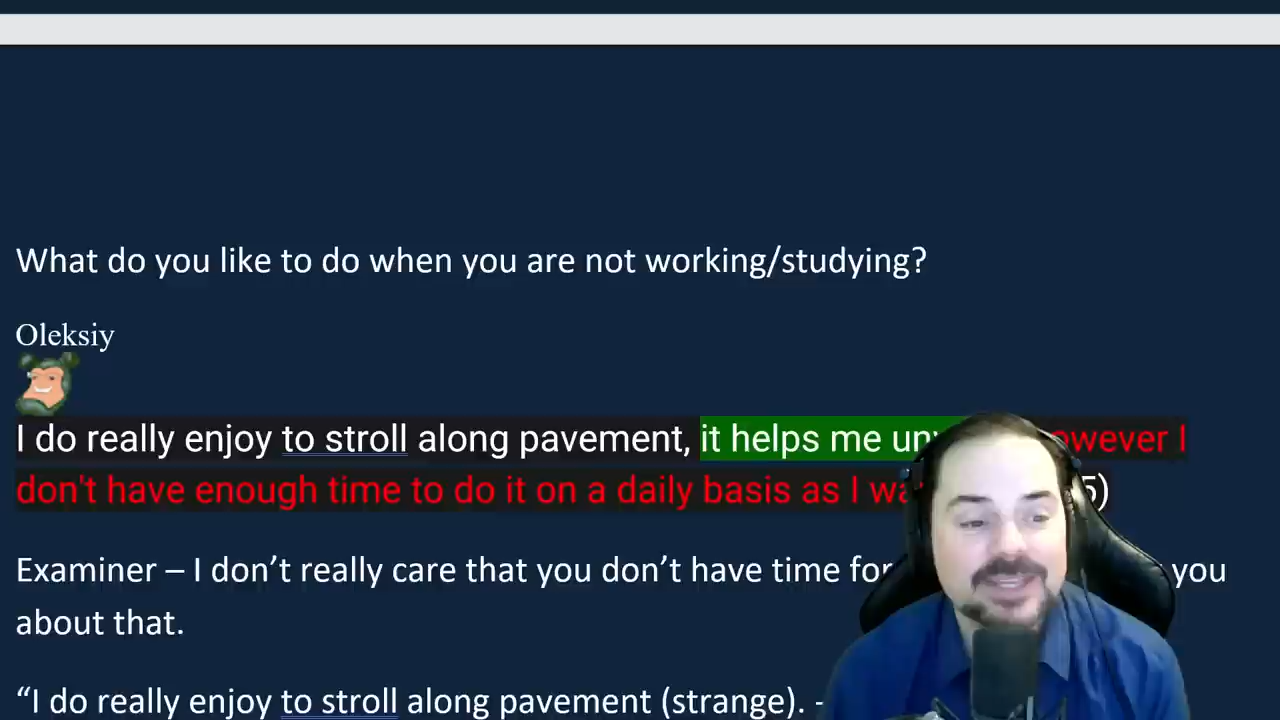 What do you like to do when you are not working/studying?
Oleksiy
I do really enjoy to stroll along pavement, it helps me
don't have enough time to do it on a daily basis as I
Examiner – I don’t really care that you don’t have time for you
about that.
“I do really enjoy to stroll along pavement (strange). -